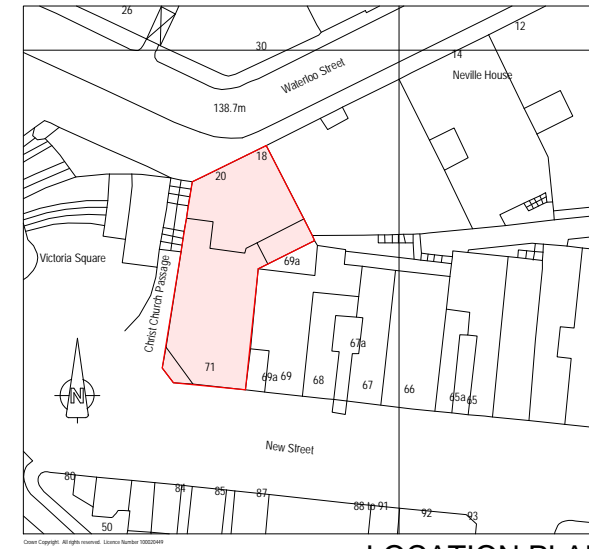 26
12
30
14
Waterloo Street
Neville House
138.7m
18
20
Victoria Square
Christ Church Passage
69a
67a
71
69a 69
68
67
66
65a 65
N
New Street
80
84
85
87
88 to 91
92
93
50
Crown Copyright. All rights reserved. Licence Number 100020449